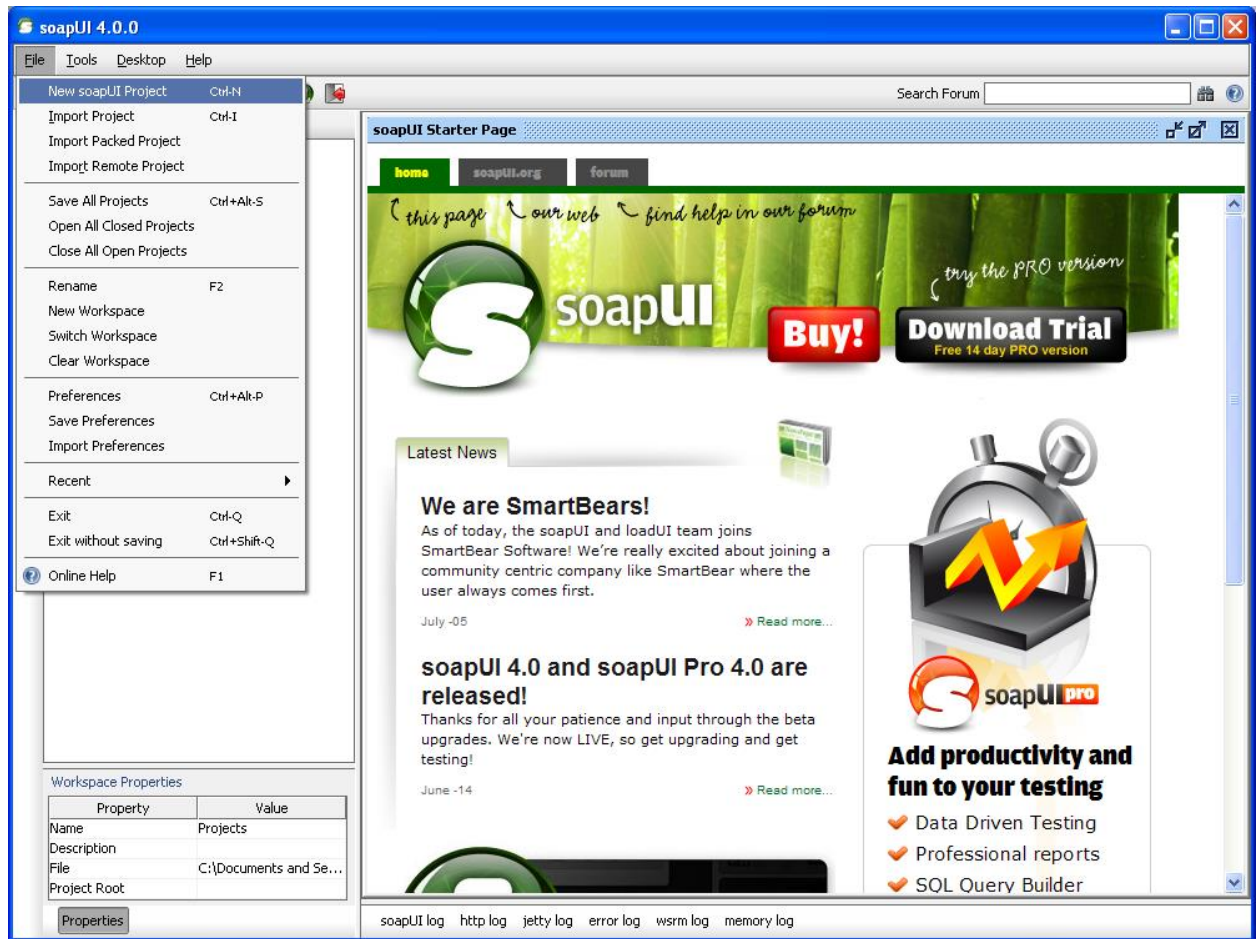 soapUI 4.0.0
File Tools Desktop Help
New soapUI Project Ctrl-N
Import Project Ctrl-I
Import Packed Project
Import Remote Project
Save All Projects Ctrl+Alt-S
Open All Closed Projects
Close All Open Projects
Rename F2
New Workspace
Switch Workspace
Clear Workspace
Preferences Ctrl+Alt-P
Save Preferences
Import Preferences
Recent
Exit Ctrl-Q
Exit without saving Ctrl+Shift-Q
Online Help F1
Search Forum
soapUI Starter Page
home soapUI.org forum
this page our web find help in our forum
try the PRO version
soapUI
Buy!
Download Trial
Free 14 day PRO version
Latest News
We are SmartBears!
As of today, the soapUI and loadUI team joins
SmartBear Software! We're really excited about joining a
community centric company like SmartBear where the
user always comes first.
July -05 » Read more...
soapUI 4.0 and soapUI Pro 4.0 are
released!
Thanks for all your patience and input through the beta
upgrades. We're now LIVE, so get upgrading and get
testing!
June -14 » Read more...
soapUI pro
Add productivity and
fun to your testing
Data Driven Testing
Professional reports
SQL Query Builder
Workspace Properties
Property Value
Name Projects
Description
File C:\Documents and Se...
Project Root
Properties
soapUI log http log jetty log error log wsrm log memory log